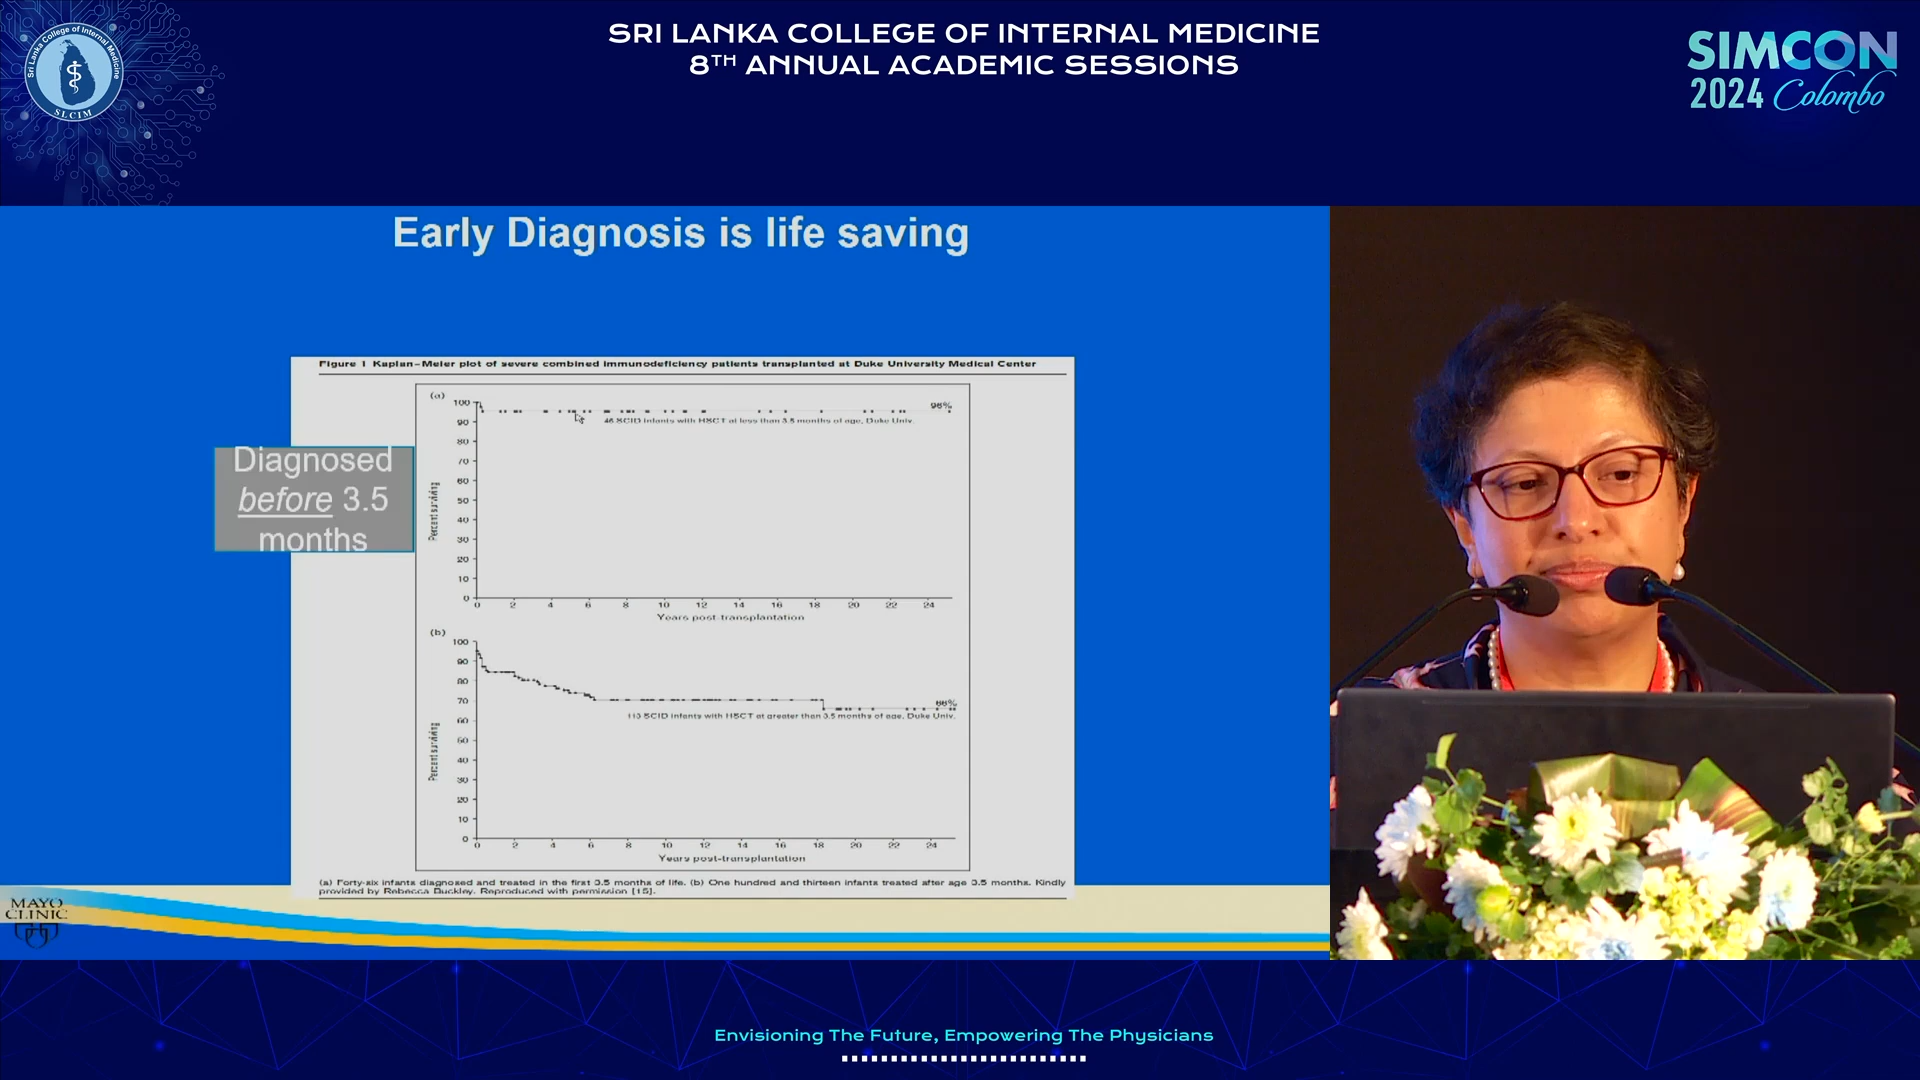 Sri Lanka College of Internal Medicine
SLCIM
SRI LANKA COLLEGE OF INTERNAL MEDICINE
8TH ANNUAL ACADEMIC SESSIONS
SIMCON
2024 Colombo
Early Diagnosis is life saving
Figure 1 Kaplan–Meier plot of severe combined immunodeficiency patients transplanted at Duke University Medical Center
(a)
100
90
80
70
60
50
40
30
20
10
0
Percent surviving
96%
46 SCID infants with HSCT at less than 3.5 months of age, Duke Univ.
0 2 4 6 8 10 12 14 16 18 20 22 24
Years post-transplantation
Diagnosed
before 3.5
months
(b)
100
90
80
70
60
50
40
30
20
10
0
Percent surviving
66%
113 SCID infants with HSCT at greater than 3.5 months of age, Duke Univ.
0 2 4 6 8 10 12 14 16 18 20 22 24
Years post-transplantation
(a) Forty-six infants diagnosed and treated in the first 3.5 months of life. (b) One hundred and thirteen infants treated after age 3.5 months. Kindly
provided by Rebecca Buckley. Reproduced with permission [15].
MAYO
CLINIC
Envisioning The Future, Empowering The Physicians